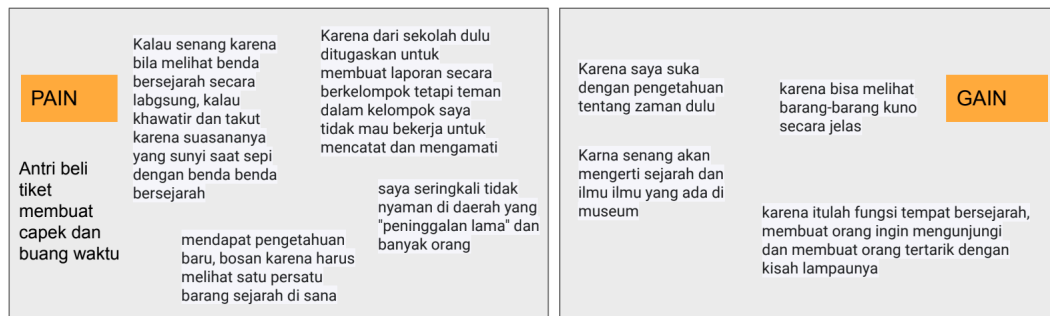 PAIN
Kalau senang karena
bila melihat benda
bersejarah secara
labgsung, kalau
khawatir dan takut
karena suasananya
yang sunyi saat sepi
dengan benda benda
bersejarah
Karena dari sekolah dulu
ditugaskan untuk
membuat laporan secara
berkelompok tetapi teman
dalam kelompok saya
tidak mau bekerja untuk
mencatat dan mengamati
Antri beli
tiket
membuat
capek dan
buang waktu
mendapat pengetahuan
baru, bosan karena harus
melihat satu persatu
barang sejarah di sana
saya seringkali tidak
nyaman di daerah yang
"peninggalan lama" dan
banyak orang
Karena saya suka
dengan pengetahuan
tentang zaman dulu
karena bisa melihat
barang-barang kuno
secara jelas
GAIN
Karna senang akan
mengerti sejarah dan
ilmu ilmu yang ada di
museum
karena itulah fungsi tempat bersejarah,
membuat orang ingin mengunjungi
dan membuat orang tertarik dengan
kisah lampaunya